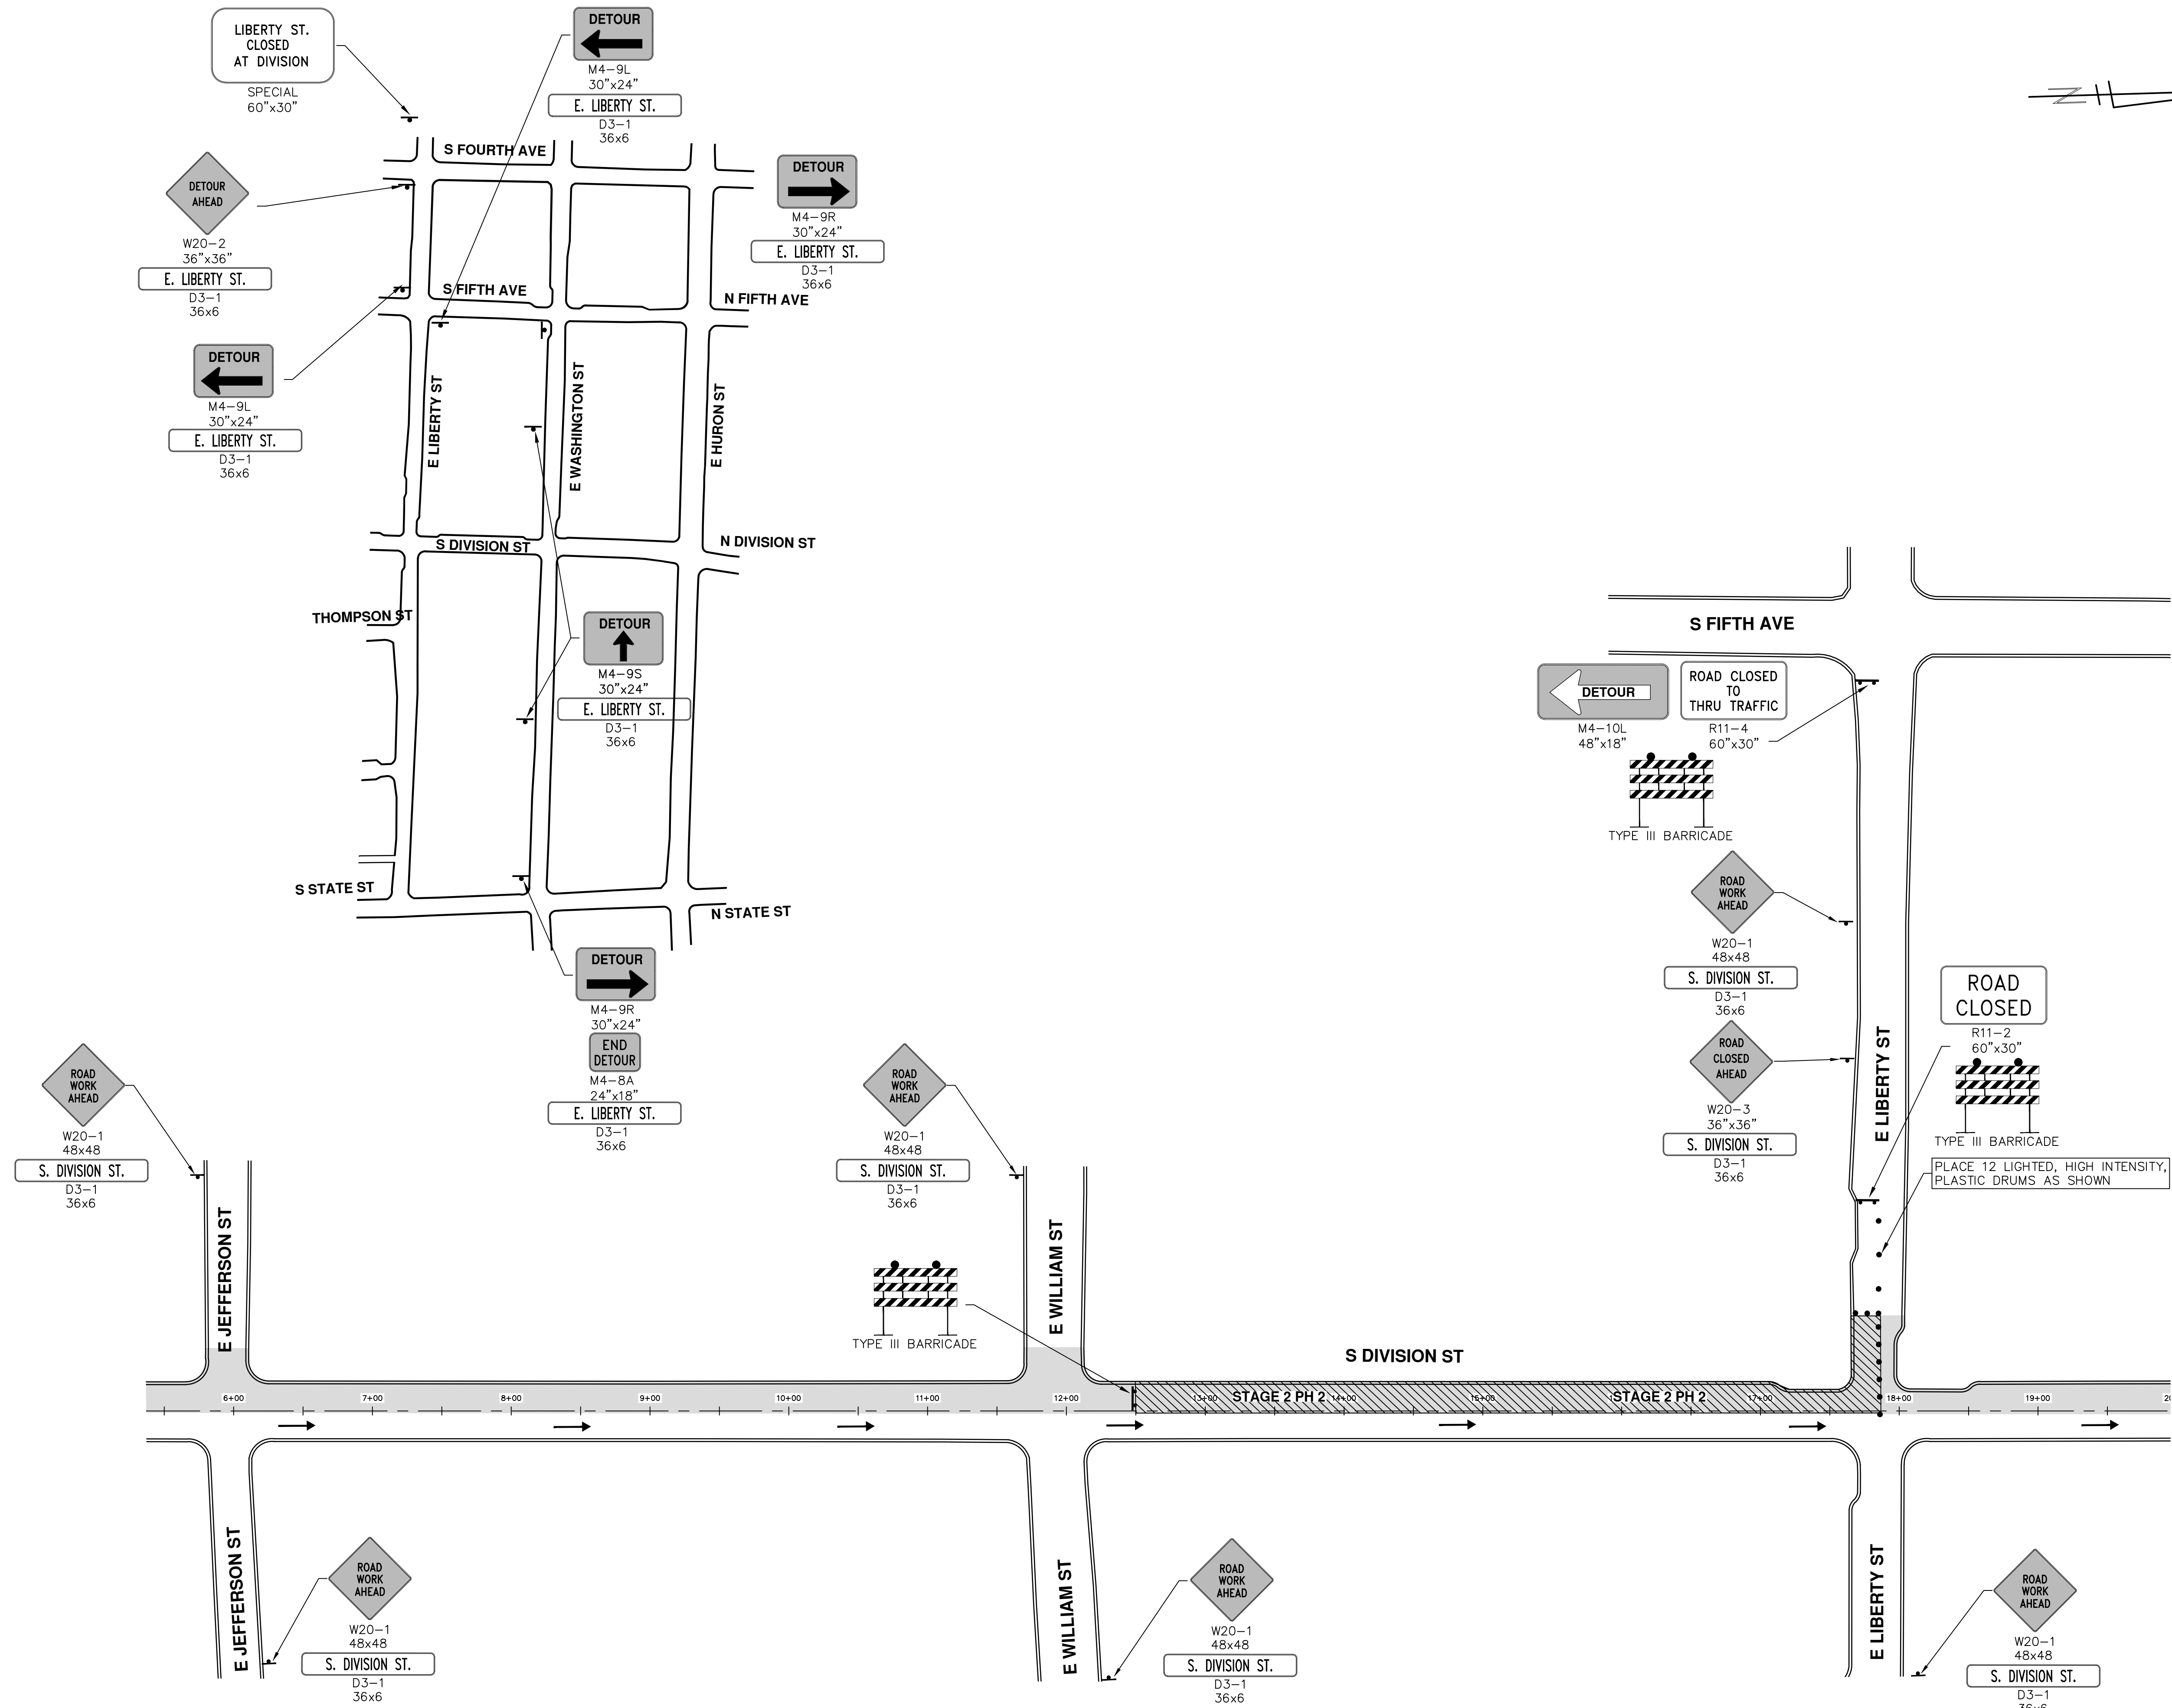 LIBERTY ST.
CLOSED
AT DIVISION
SPECIAL
60"x30"
DETOUR
M4-9L
30"x24"
E. LIBERTY ST.
D3-1
36x6
DETOUR
AHEAD
W20-2
36"x36"
E. LIBERTY ST.
D3-1
36x6
DETOUR
M4-9R
30"x24"
E. LIBERTY ST.
D3-1
36x6
DETOUR
M4-9L
30"x24"
E. LIBERTY ST.
D3-1
36x6
S FOURTH AVE
S FIFTH AVE
N FIFTH AVE
E LIBERTY ST
E WASHINGTON ST
E HURON ST
S DIVISION ST
N DIVISION ST
THOMPSON ST
S STATE ST
N STATE ST
DETOUR
M4-9S
30"x24"
E. LIBERTY ST.
D3-1
36x6
DETOUR
M4-9R
30"x24"
END
DETOUR
M4-8A
24"x18"
E. LIBERTY ST.
D3-1
36x6
S FIFTH AVE
DETOUR
M4-10L
48"x18"
ROAD CLOSED
TO
THRU TRAFFIC
R11-4
60"x30"
TYPE III BARRICADE
ROAD
WORK
AHEAD
W20-1
48x48
S. DIVISION ST.
D3-1
36x6
ROAD
CLOSED
AHEAD
W20-3
36"x36"
S. DIVISION ST.
D3-1
36x6
E LIBERTY ST
ROAD
CLOSED
R11-2
60"x30"
TYPE III BARRICADE
PLACE 12 LIGHTED, HIGH INTENSITY,
PLASTIC DRUMS AS SHOWN
ROAD
WORK
AHEAD
W20-1
48x48
S. DIVISION ST.
D3-1
36x6
E JEFFERSON ST
ROAD
WORK
AHEAD
W20-1
48x48
S. DIVISION ST.
D3-1
36x6
E WILLIAM ST
TYPE III BARRICADE
S DIVISION ST
6+00
7+00
8+00
9+00
10+00
11+00
12+00
13+00
STAGE 2 PH 2
14+00
15+00
STAGE 2 PH 2
17+00
18+00
19+00
E JEFFERSON ST
ROAD
WORK
AHEAD
W20-1
48x48
S. DIVISION ST.
D3-1
36x6
E WILLIAM ST
ROAD
WORK
AHEAD
W20-1
48x48
S. DIVISION ST.
D3-1
36x6
E LIBERTY ST
ROAD
WORK
AHEAD
W20-1
48x48
S. DIVISION ST.
D3-1